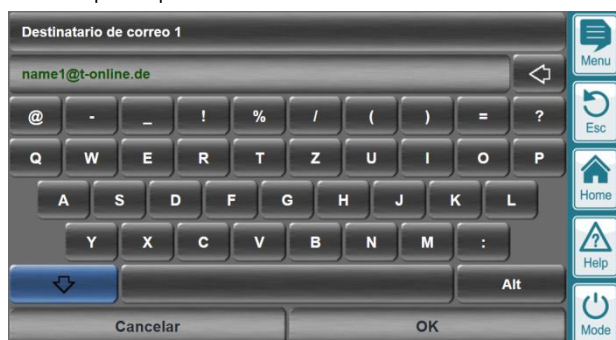 Destinatario de correo 1
name1@t-online.de
@ - _ ! % / ( ) = ?
Q W E R T Z U I O P
A S D F G H J K L
Y X C V B N M :
Alt
Cancelar OK
Menu
Esc
Home
Help
Mode